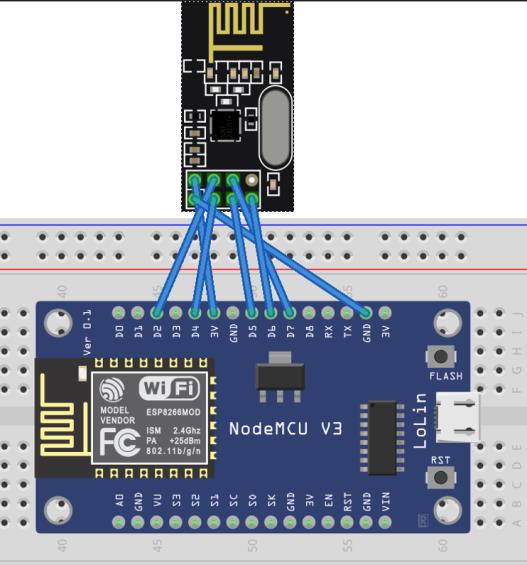 40
45
50
55
60
J
I
H
G
F
Ver 0.1
D0
D1
D2
D3
D4
3V
GND
D5
D6
D7
D8
RX
TX
GND
3V
FLASH
Wi Fi
MODEL
VENDOR
ESP8266MOD
ISM 2.4Ghz
PA +25dBm
802.11b/g/n
FC
NodeMCU V3
LoLin
RST
A0
GND
VU
S3
S2
S1
SC
S0
SK
GND
3V
EN
RST
GND
VIN
E
D
C
B
A
40
45
50
55
60